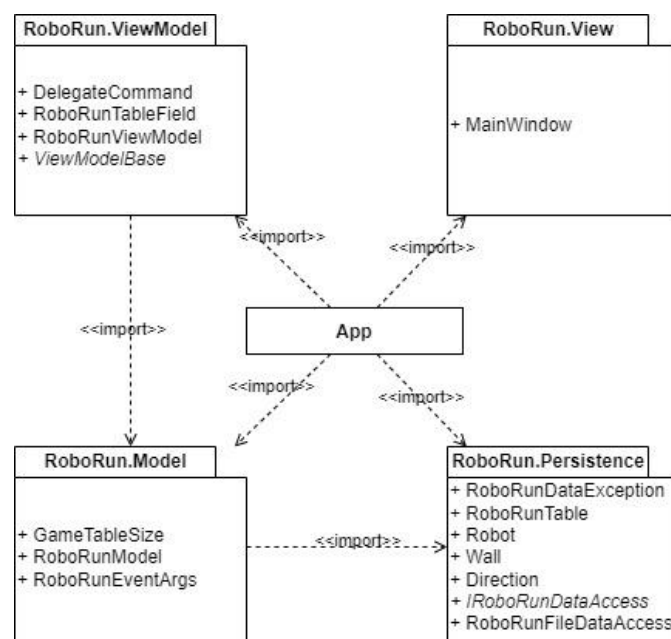 RoboRun.ViewModel
+ DelegateCommand
+ RoboRunTableField
+ RoboRunViewModel
+ ViewModelBase
RoboRun.View
+ MainWindow
<<import>>
<<import>>
<<import>>
App
<<import>>
<<import>>
RoboRun.Model
+ GameTableSize
+ RoboRunModel
+ RoboRunEventArgs
<<import>>
RoboRun.Persistence
+ RoboRunDataException
+ RoboRunTable
+ Robot
+ Wall
+ Direction
+ IRoboRunDataAccess
+ RoboRunFileDataAccess